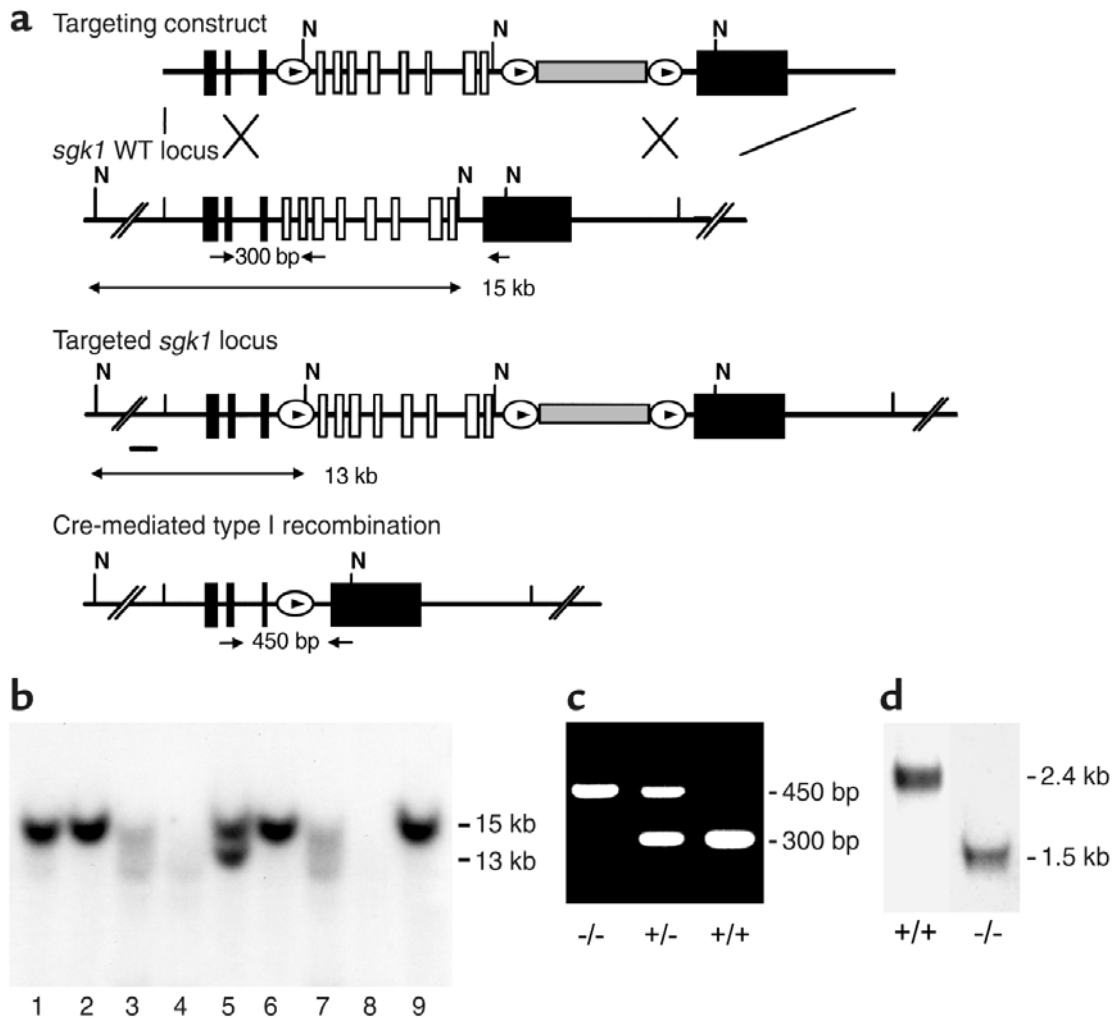 a
Targeting construct
N N N
sgk1 WT locus
N N N
300 bp
15 kb
Targeted sgk1 locus
N N N N
13 kb
Cre-mediated type I recombination
N N
450 bp
b
- 15 kb
- 13 kb
1 2 3 4 5 6 7 8 9
c
- 450 bp
- 300 bp
-/- +/- +/+
d
- 2.4 kb
- 1.5 kb
+/+ -/-